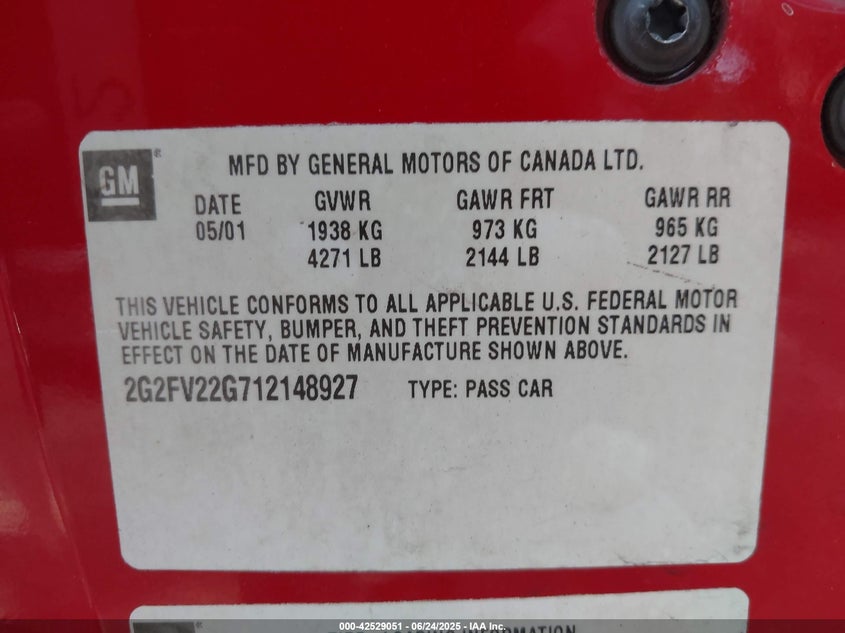 GM
MFD BY GENERAL MOTORS OF CANADA LTD.
DATE GVWR GAWR FRT GAWR RR
05/01 1938 KG 973 KG 965 KG
4271 LB 2144 LB 2127 LB
THIS VEHICLE CONFORMS TO ALL APPLICABLE U.S. FEDERAL MOTOR
VEHICLE SAFETY, BUMPER, AND THEFT PREVENTION STANDARDS IN
EFFECT ON THE DATE OF MANUFACTURE SHOWN ABOVE.
2G2FV22G712148927 TYPE: PASS CAR
INFORMATION
000-42529051 - 06/24/2025 - IAA Inc.